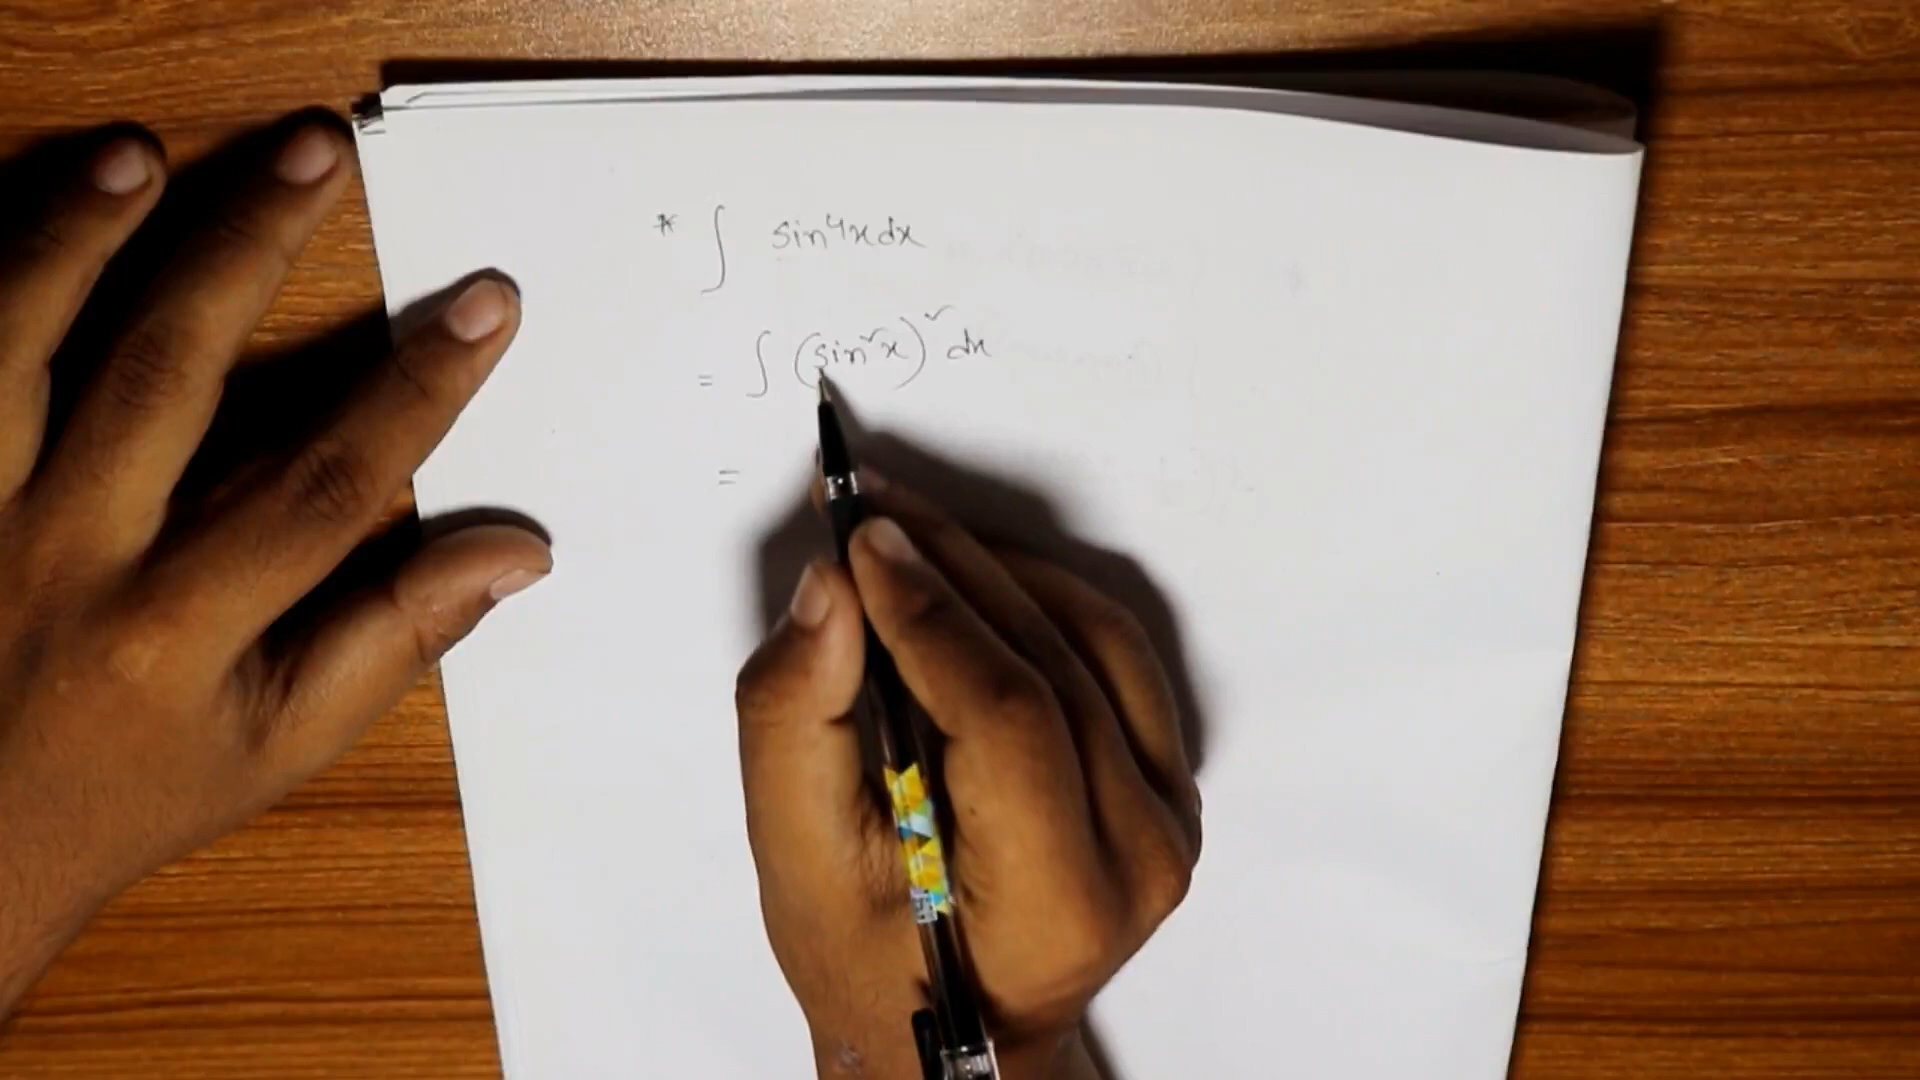 * ∫ sin⁴x dx
= ∫ (sin²x)² dx
=